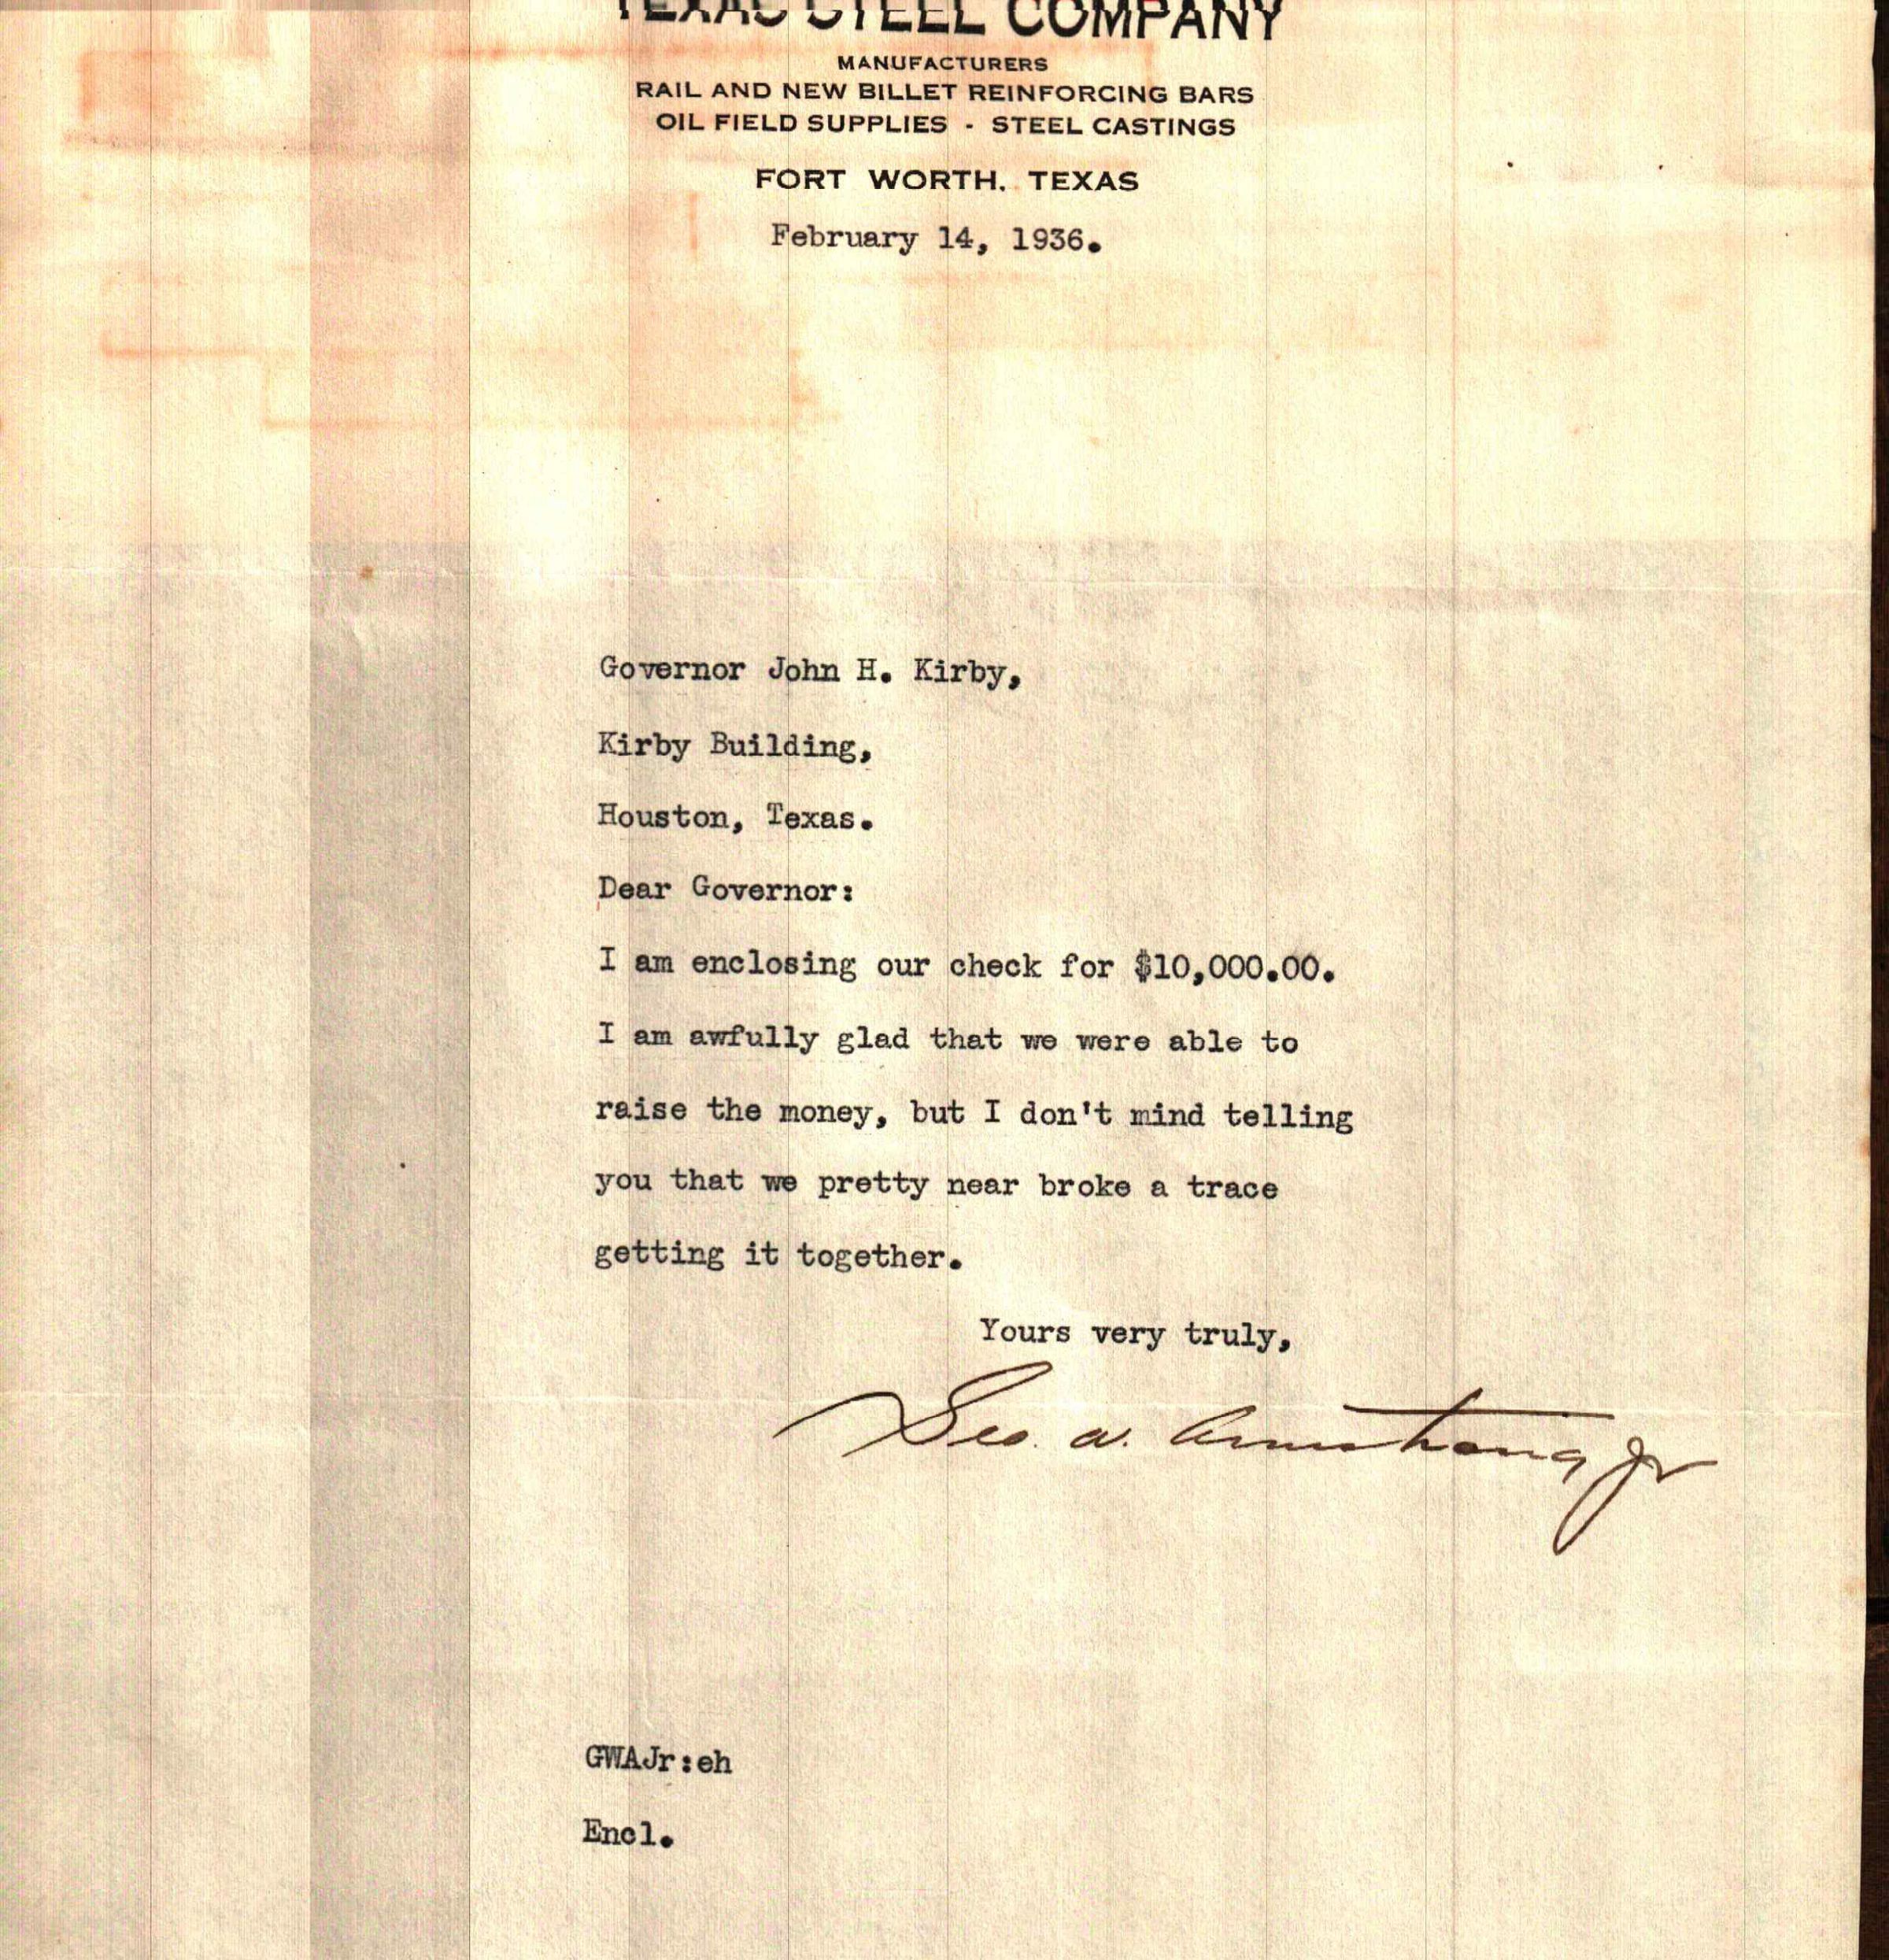 TEXAS STEEL COMPANY
MANUFACTURERS
RAIL AND NEW BILLET REINFORCING BARS
OIL FIELD SUPPLIES - STEEL CASTINGS
FORT WORTH, TEXAS
February 14, 1936.
Governor John H. Kirby,
Kirby Building,
Houston, Texas.
Dear Governor:
I am enclosing our check for $10,000.00.
I am awfully glad that we were able to
raise the money, but I don't mind telling
you that we pretty near broke a trace
getting it together.
Yours very truly,
Geo. W. Armstrong Jr
GWAJr:eh
Encl.